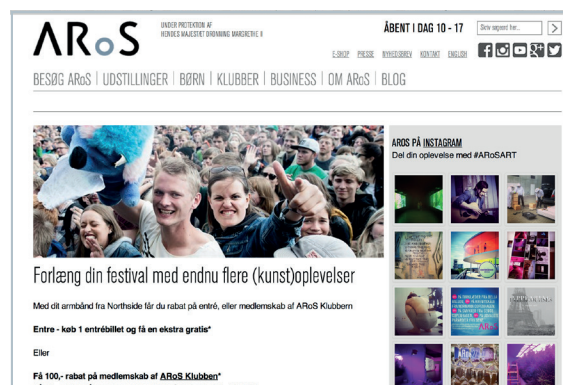 ARoS
UNDER PROTEKTION AF
HENDES MAJESTÆT DRONNING MARGRETHE II
ÅBENT I DAG 10 - 17
Skriv søgeord her...
E-SHOP PRESSE NYHEDSBREV KONTAKT ENGLISH
BESØG ARoS | UDSTILLINGER | BØRN | KLUBBER | BUSINESS | OM ARoS | BLOG
AROS PÅ INSTAGRAM
Del din oplevelse med #ARoSART
Forlæng din festival med endnu flere (kunst)oplevelser
Med dit armbånd fra Northside får du rabat på entré, eller medlemskab af ARoS Klubbern
Entre - køb 1 entrébillet og få en ekstra gratis*
Eller
Få 100,- rabat på medlemskab af ARoS Klubben*